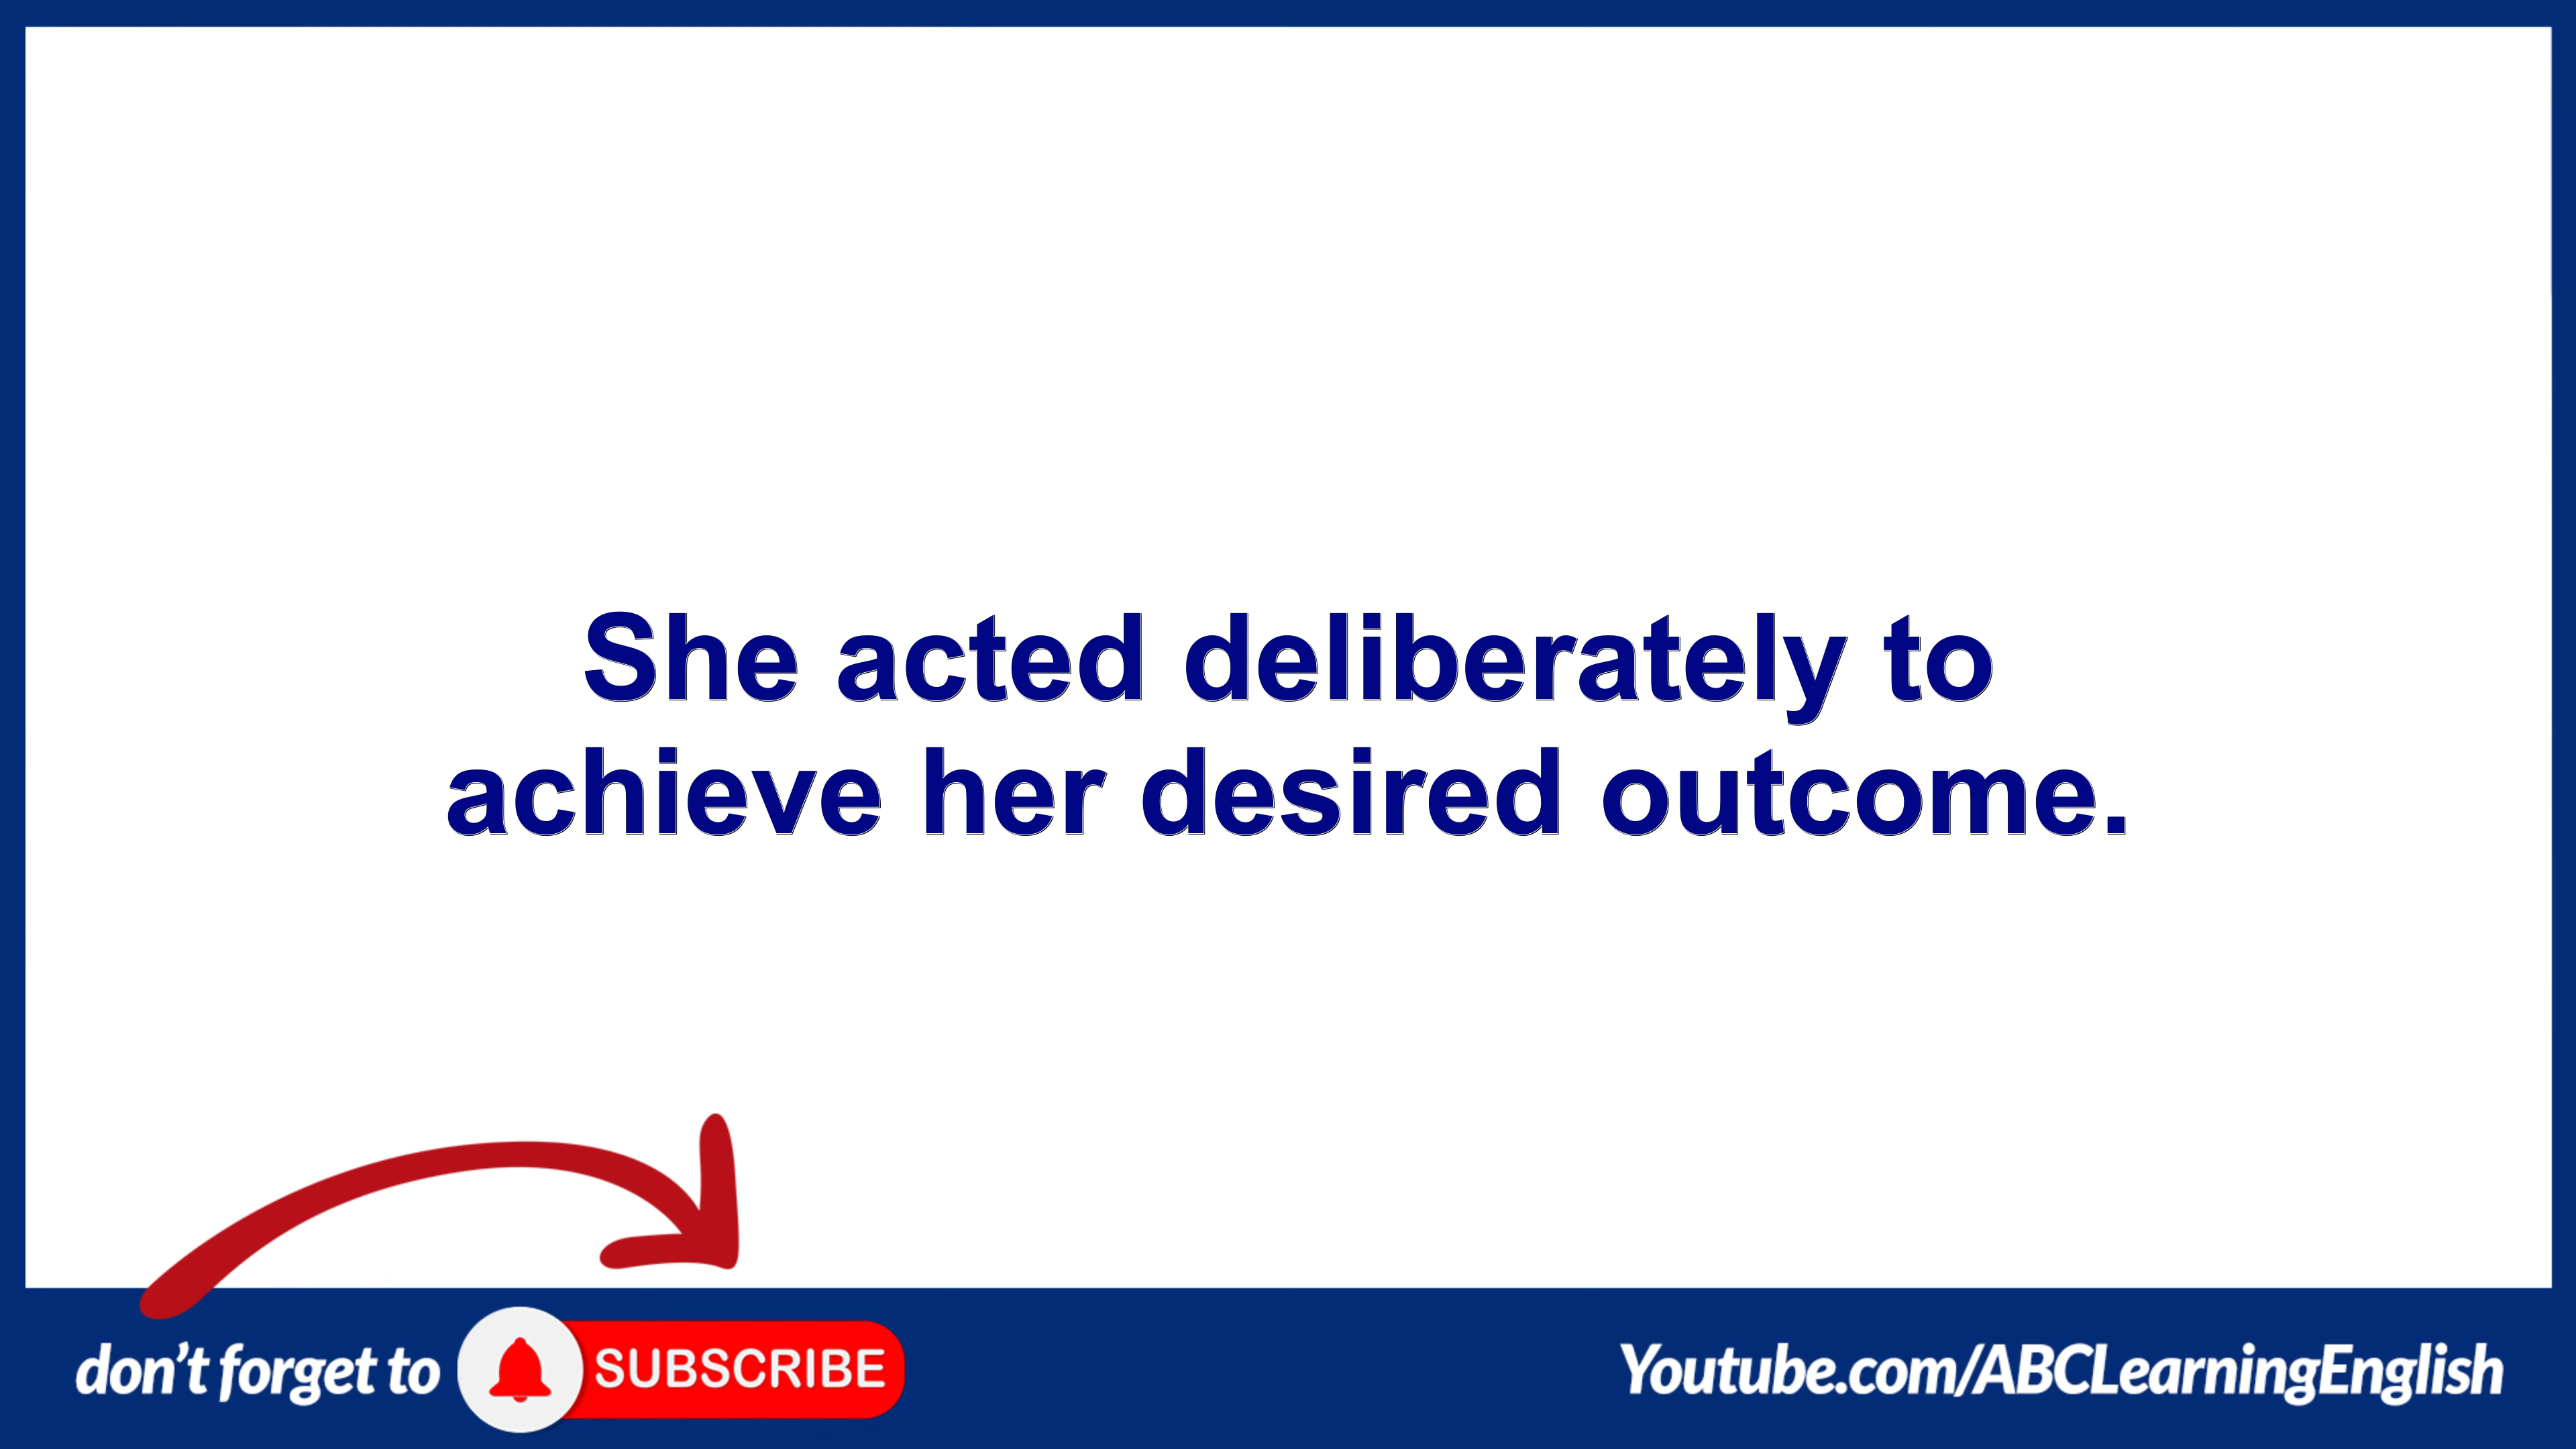 She acted deliberately to
achieve her desired outcome.
don't forget to SUBSCRIBE
Youtube.com/ABCLearningEnglish